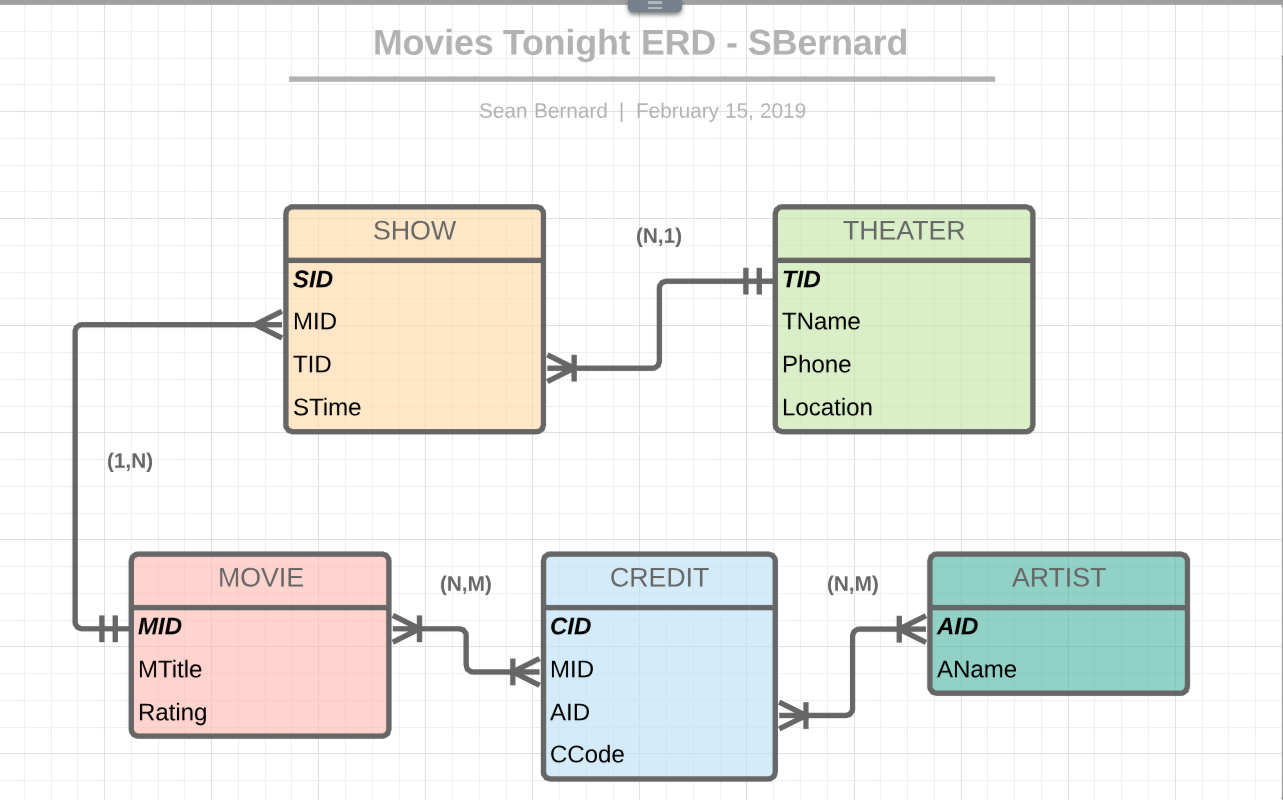 Movies Tonight ERD - SBernard
Sean Bernard | February 15, 2019
SHOW
SID
MID
TID
STime
(N,1)
THEATER
TID
TName
Phone
Location
(1,N)
MOVIE
MID
MTitle
Rating
(N,M)
CREDIT
CID
MID
AID
CCode
(N,M)
ARTIST
AID
AName